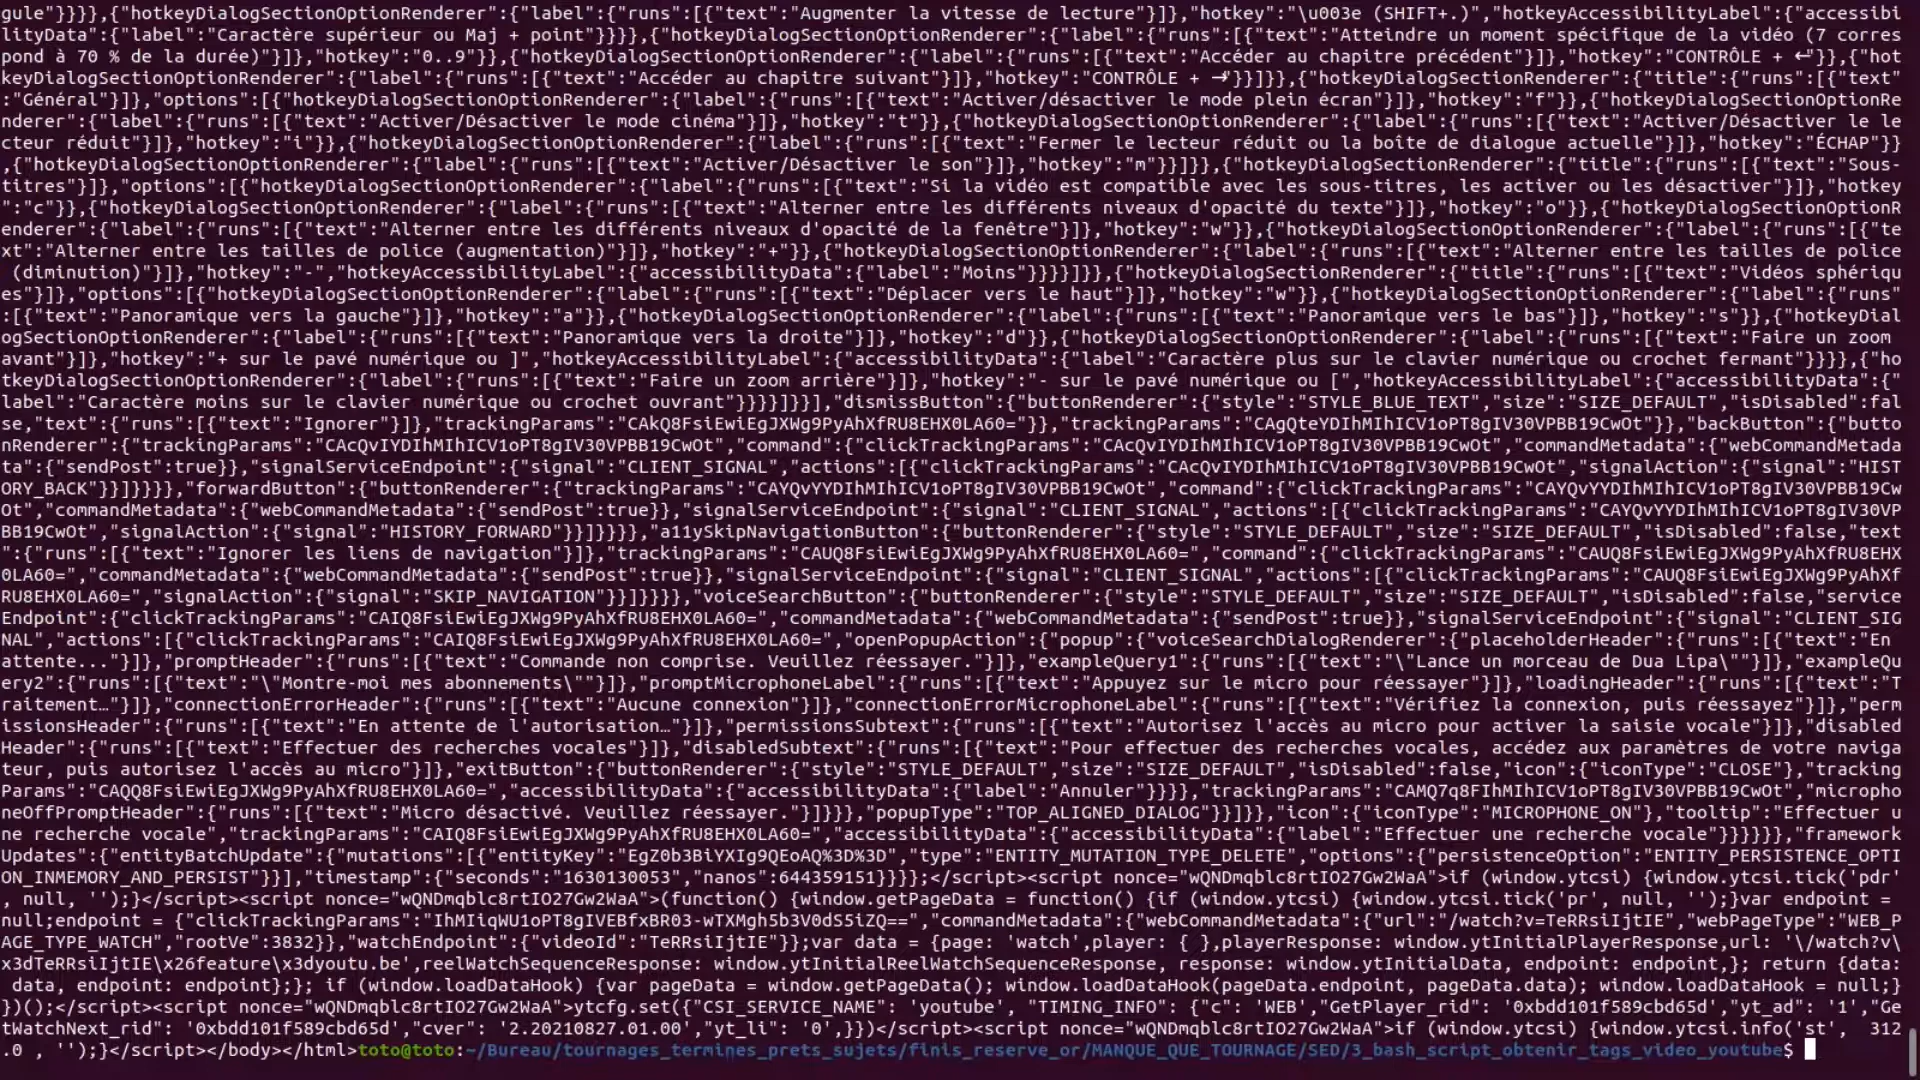 gule"}}}},{"hotkeyDialogSectionOptionRenderer":{"label":{"runs":[{"text":"Augmenter la vitesse de lecture"}]},"hotkey":"\u003e (SHIFT+.)","hotkeyAccessibilityLabel":{"accessibi
lityData":{"label":"Caractère supérieur ou Maj + point"}}}},{"hotkeyDialogSectionOptionRenderer":{"label":{"runs":[{"text":"Atteindre un moment spécifique de la vidéo (7 corres
pond à 70 % de la durée)"}]},"hotkey":"0..9"}},{"hotkeyDialogSectionOptionRenderer":{"label":{"runs":[{"text":"Accéder au chapitre précédent"}]},"hotkey":"CONTRÔLE + ←"}},{"hot
keyDialogSectionOptionRenderer":{"label":{"runs":[{"text":"Accéder au chapitre suivant"}]},"hotkey":"CONTRÔLE + →"}}]}},{"hotkeyDialogSectionRenderer":{"title":{"runs":[{"text"
:"Général"}]},"options":[{"hotkeyDialogSectionOptionRenderer":{"label":{"runs":[{"text":"Activer/désactiver le mode plein écran"}]},"hotkey":"f"}},{"hotkeyDialogSectionOptionRe
nderer":{"label":{"runs":[{"text":"Activer/Désactiver le mode cinéma"}]},"hotkey":"t"}},{"hotkeyDialogSectionOptionRenderer":{"label":{"runs":[{"text":"Activer/Désactiver le le
cteur réduit"}]},"hotkey":"i"}},{"hotkeyDialogSectionOptionRenderer":{"label":{"runs":[{"text":"Fermer le lecteur réduit ou la boîte de dialogue actuelle"}]},"hotkey":"ÉCHAP"}}
,{"hotkeyDialogSectionOptionRenderer":{"label":{"runs":[{"text":"Activer/Désactiver le son"}]},"hotkey":"m"}}]}},{"hotkeyDialogSectionRenderer":{"title":{"runs":[{"text":"Sous-
titres"}]},"options":[{"hotkeyDialogSectionOptionRenderer":{"label":{"runs":[{"text":"Si la vidéo est compatible avec les sous-titres, les activer ou les désactiver"}]},"hotkey
":"c"}},{"hotkeyDialogSectionOptionRenderer":{"label":{"runs":[{"text":"Alterner entre les différents niveaux d'opacité du texte"}]},"hotkey":"o"}},{"hotkeyDialogSectionOptionR
enderer":{"label":{"runs":[{"text":"Alterner entre les différents niveaux d'opacité de la fenêtre"}]},"hotkey":"w"}},{"hotkeyDialogSectionOptionRenderer":{"label":{"runs":[{"te
xt":"Alterner entre les tailles de police (augmentation)"}]},"hotkey":"+"}},{"hotkeyDialogSectionOptionRenderer":{"label":{"runs":[{"text":"Alterner entre les tailles de police
 (diminution)"}]},"hotkey":"-","hotkeyAccessibilityLabel":{"accessibilityData":{"label":"Moins"}}}}]}},{"hotkeyDialogSectionRenderer":{"title":{"runs":[{"text":"Vidéos sphériqu
es"}]},"options":[{"hotkeyDialogSectionOptionRenderer":{"label":{"runs":[{"text":"Déplacer vers le haut"}]},"hotkey":"w"}},{"hotkeyDialogSectionOptionRenderer":{"label":{"runs"
:[{"text":"Panoramique vers la gauche"}]},"hotkey":"a"}},{"hotkeyDialogSectionOptionRenderer":{"label":{"runs":[{"text":"Panoramique vers le bas"}]},"hotkey":"s"}},{"hotkeyDial
ogSectionOptionRenderer":{"label":{"runs":[{"text":"Panoramique vers la droite"}]},"hotkey":"d"}},{"hotkeyDialogSectionOptionRenderer":{"label":{"runs":[{"text":"Faire un zoom 
avant"}]},"hotkey":"+ sur le pavé numérique ou ]","hotkeyAccessibilityLabel":{"accessibilityData":{"label":"Caractère plus sur le clavier numérique ou crochet fermant"}}}},{"ho
tkeyDialogSectionOptionRenderer":{"label":{"runs":[{"text":"Faire un zoom arrière"}]},"hotkey":"- sur le pavé numérique ou [","hotkeyAccessibilityLabel":{"accessibilityData":{"
label":"Caractère moins sur le clavier numérique ou crochet ouvrant"}}}}]}}],"dismissButton":{"buttonRenderer":{"style":"STYLE_BLUE_TEXT","size":"SIZE_DEFAULT","isDisabled":fal
se,"text":{"runs":[{"text":"Ignorer"}]},"trackingParams":"CAkQ8FsiEwiEgJXWg9PyAhXfRU8EHX0LA60="}},"trackingParams":"CAgQteYDIhMIhICV1oPT8gIV30VPBB19CwOt"}},"backButton":{"butto
nRenderer":{"trackingParams":"CAcQvIYDIhMIhICV1oPT8gIV30VPBB19CwOt","command":{"clickTrackingParams":"CAcQvIYDIhMIhICV1oPT8gIV30VPBB19CwOt","commandMetadata":{"webCommandMetada
ta":{"sendPost":true}},"signalServiceEndpoint":{"signal":"CLIENT_SIGNAL","actions":[{"clickTrackingParams":"CAcQvIYDIhMIhICV1oPT8gIV30VPBB19CwOt","signalAction":{"signal":"HIST
ORY_BACK"}}]}}}},"forwardButton":{"buttonRenderer":{"trackingParams":"CAYQvYYDIhMIhICV1oPT8gIV30VPBB19CwOt","command":{"clickTrackingParams":"CAYQvYYDIhMIhICV1oPT8gIV30VPBB19Cw
Ot","commandMetadata":{"webCommandMetadata":{"sendPost":true}},"signalServiceEndpoint":{"signal":"CLIENT_SIGNAL","actions":[{"clickTrackingParams":"CAYQvYYDIhMIhICV1oPT8gIV30VP
BB19CwOt","signalAction":{"signal":"HISTORY_FORWARD"}}]}}}},"a11ySkipNavigationButton":{"buttonRenderer":{"style":"STYLE_DEFAULT","size":"SIZE_DEFAULT","isDisabled":false,"text
":{"runs":[{"text":"Ignorer les liens de navigation"}]},"trackingParams":"CAUQ8FsiEwiEgJXWg9PyAhXfRU8EHX0LA60=","command":{"clickTrackingParams":"CAUQ8FsiEwiEgJXWg9PyAhXfRU8EHX
0LA60=","commandMetadata":{"webCommandMetadata":{"sendPost":true}},"signalServiceEndpoint":{"signal":"CLIENT_SIGNAL","actions":[{"clickTrackingParams":"CAUQ8FsiEwiEgJXWg9PyAhXf
RU8EHX0LA60=","signalAction":{"signal":"SKIP_NAVIGATION"}}]}}}},"voiceSearchButton":{"buttonRenderer":{"style":"STYLE_DEFAULT","size":"SIZE_DEFAULT","isDisabled":false,"service
Endpoint":{"clickTrackingParams":"CAIQ8FsiEwiEgJXWg9PyAhXfRU8EHX0LA60=","commandMetadata":{"webCommandMetadata":{"sendPost":true}},"signalServiceEndpoint":{"signal":"CLIENT_SIG
NAL","actions":[{"clickTrackingParams":"CAIQ8FsiEwiEgJXWg9PyAhXfRU8EHX0LA60=","openPopupAction":{"popup":{"voiceSearchDialogRenderer":{"placeholderHeader":{"runs":[{"text":"En 
attente..."}]},"promptHeader":{"runs":[{"text":"Commande non comprise. Veuillez réessayer."}]},"exampleQuery1":{"runs":[{"text":"\"Lance un morceau de Dua Lipa\""}]},"exampleQu
ery2":{"runs":[{"text":"\"Montre-moi mes abonnements\""}]},"promptMicrophoneLabel":{"runs":[{"text":"Appuyez sur le micro pour réessayer"}]},"loadingHeader":{"runs":[{"text":"T
raitement…"}]},"connectionErrorHeader":{"runs":[{"text":"Aucune connexion"}]},"connectionErrorMicrophoneLabel":{"runs":[{"text":"Vérifiez la connexion, puis réessayez"}]},"perm
issionsHeader":{"runs":[{"text":"En attente de l'autorisation…"}]},"permissionsSubtext":{"runs":[{"text":"Autorisez l'accès au micro pour activer la saisie vocale"}]},"disabled
Header":{"runs":[{"text":"Effectuer des recherches vocales"}]},"disabledSubtext":{"runs":[{"text":"Pour effectuer des recherches vocales, accédez aux paramètres de votre naviga
teur, puis autorisez l'accès au micro"}]},"exitButton":{"buttonRenderer":{"style":"STYLE_DEFAULT","size":"SIZE_DEFAULT","isDisabled":false,"icon":{"iconType":"CLOSE"},"tracking
Params":"CAQQ8FsiEwiEgJXWg9PyAhXfRU8EHX0LA60=","accessibilityData":{"accessibilityData":{"label":"Annuler"}}}},"trackingParams":"CAMQ7q8FIhMIhICV1oPT8gIV30VPBB19CwOt","micropho
neOffPromptHeader":{"runs":[{"text":"Micro désactivé. Veuillez réessayer."}]}}},"popupType":"TOP_ALIGNED_DIALOG"}}]}},"icon":{"iconType":"MICROPHONE_ON"},"tooltip":"Effectuer u
ne recherche vocale","trackingParams":"CAIQ8FsiEwiEgJXWg9PyAhXfRU8EHX0LA60=","accessibilityData":{"accessibilityData":{"label":"Effectuer une recherche vocale"}}}}}},"framework
Updates":{"entityBatchUpdate":{"mutations":[{"entityKey":"EgZ0b3BiYXIg9QEoAQ%3D%3D","type":"ENTITY_MUTATION_TYPE_DELETE","options":{"persistenceOption":"ENTITY_PERSISTENCE_OPTI
ON_INMEMORY_AND_PERSIST"}}],"timestamp":{"seconds":"1630130053","nanos":644359151}}}};</script><script nonce="wQNDmqblc8rtIO27Gw2WaA">if (window.ytcsi) {window.ytcsi.tick('pdr'
, null, '');}</script><script nonce="wQNDmqblc8rtIO27Gw2WaA">(function() {window.getPageData = function() {if (window.ytcsi) {window.ytcsi.tick('pr', null, '');}var endpoint = 
null;endpoint = {"clickTrackingParams":"IhMIiqWU1oPT8gIVEBfxBR03-wTXMgh5b3V0dS5iZQ==","commandMetadata":{"webCommandMetadata":{"url":"/watch?v=TeRRsiIjtIE","webPageType":"WEB_P
AGE_TYPE_WATCH","rootVe":3832}},"watchEndpoint":{"videoId":"TeRRsiIjtIE"}};var data = {page: 'watch',player: { },playerResponse: window.ytInitialPlayerResponse,url: '\/watch?v\
x3dTeRRsiIjtIE\x26feature\x3dyoutu.be',reelWatchSequenceResponse: window.ytInitialReelWatchSequenceResponse, response: window.ytInitialData, endpoint: endpoint,}; return {data:
 data, endpoint: endpoint};}; if (window.loadDataHook) {var pageData = window.getPageData(); window.loadDataHook(pageData.endpoint, pageData.data); window.loadDataHook = null;}
})();</script><script nonce="wQNDmqblc8rtIO27Gw2WaA">ytcfg.set({"CSI_SERVICE_NAME": 'youtube', "TIMING_INFO": {"c": 'WEB',"GetPlayer_rid": '0xbdd101f589cbd65d',"yt_ad": '1',"Ge
tWatchNext_rid": '0xbdd101f589cbd65d',"cver": '2.20210827.01.00',"yt_li": '0',}})</script><script nonce="wQNDmqblc8rtIO27Gw2WaA">if (window.ytcsi) {window.ytcsi.info('st',  312
.0 , '');}</script></body></html>toto@toto:~/Bureau/tournages_termines_prets_sujets/finis_reserve_or/MANQUE_QUE_TOURNAGE/SED/3_bash_script_obtenir_tags_video_youtube$